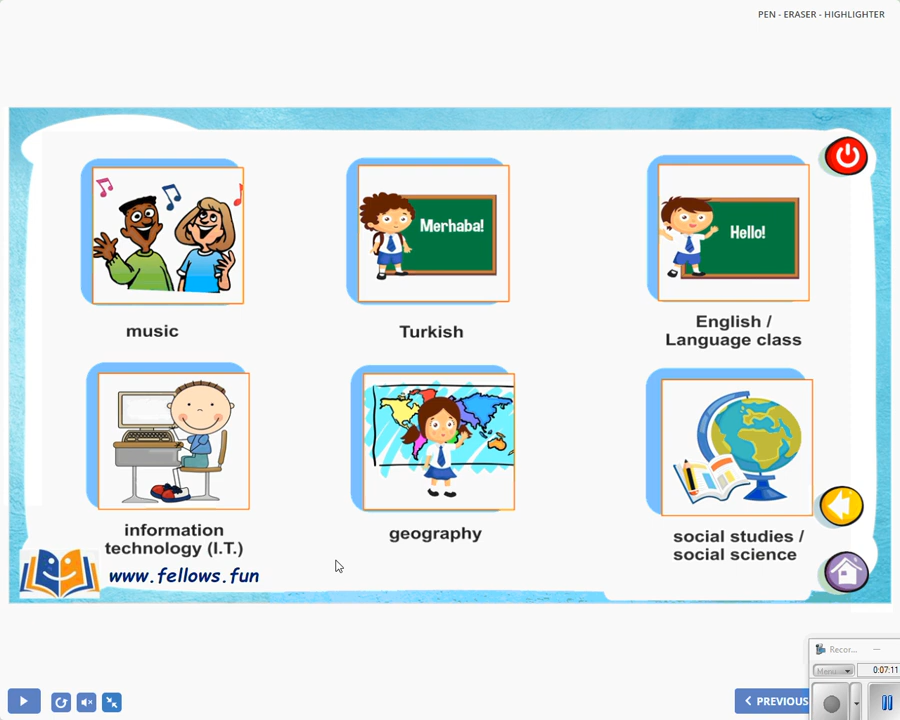 PEN - ERASER - HIGHLIGHTER
Merhaba!
Hello!
music
Turkish
English /
Language class
information
technology (I.T.)
geography
social studies /
social science
www.fellows.fun
Recor...
0:07:11
PREVIOUS